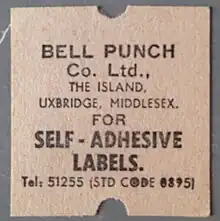 BELL PUNCH
Co. Ltd.,
THE ISLAND,
UXBRIDGE, MIDDLESEX.
FOR
SELF - ADHESIVE
LABELS.
Tel: 51255 (STD CODE 0895)